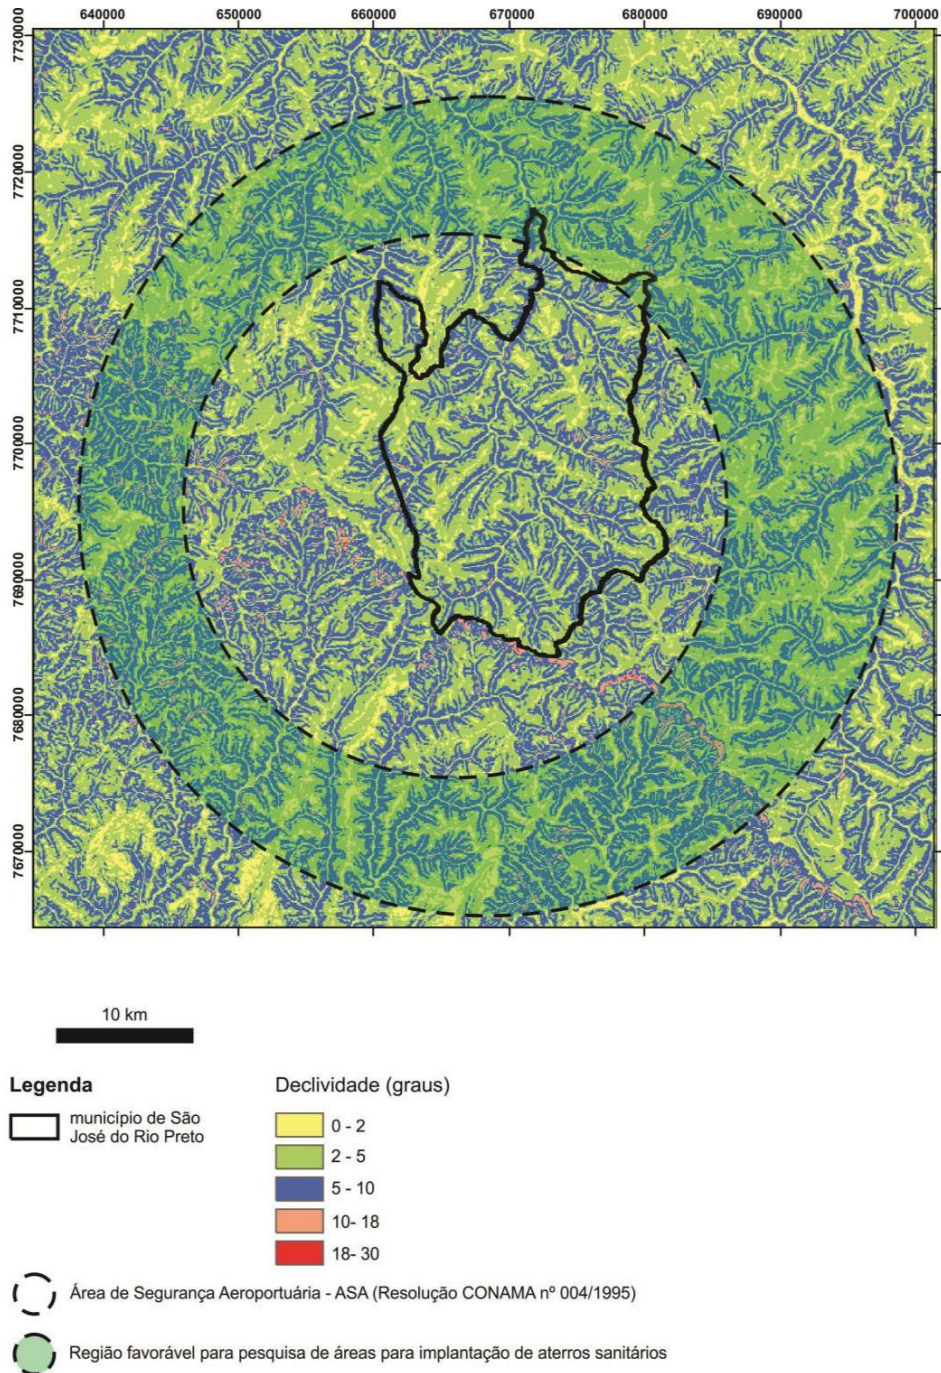 640000 650000 660000 670000 680000 690000 700000
7730000
7720000
7710000
7700000
7690000
7680000
7670000
10 km
Legenda
município de São
José do Rio Preto
Declividade (graus)
0 - 2
2 - 5
5 - 10
10- 18
18- 30
Área de Segurança Aeroportuária - ASA (Resolução CONAMA nº 004/1995)
Região favorável para pesquisa de áreas para implantação de aterros sanitários